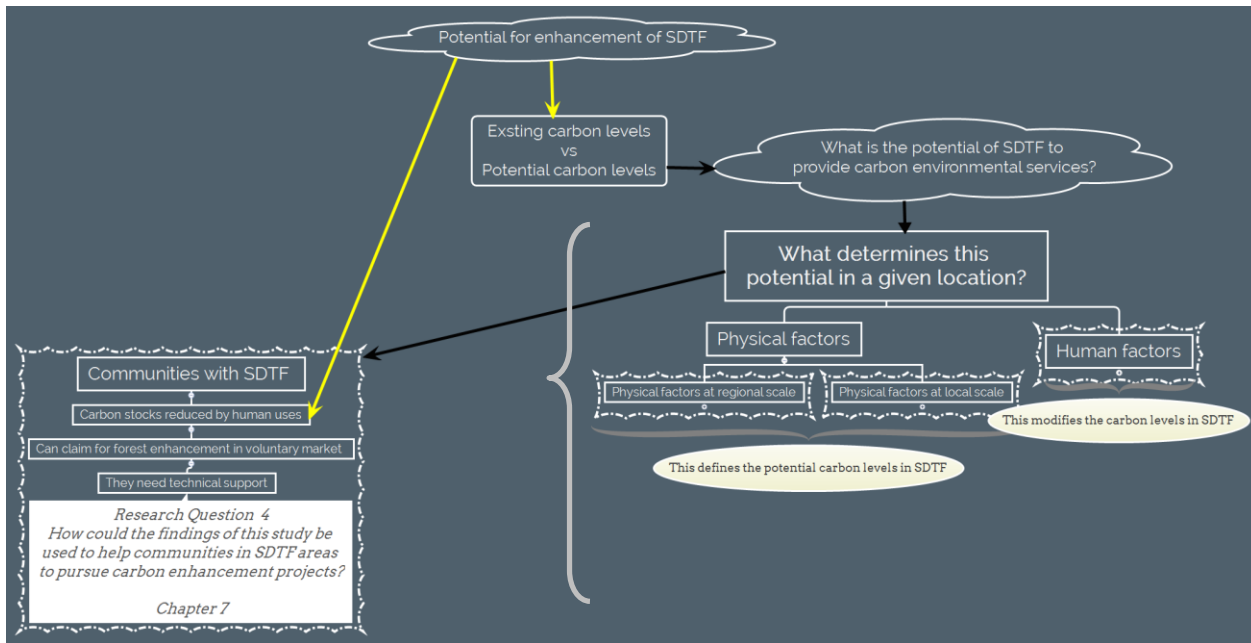 Potential for enhancement of SDTF
Exsting carbon levels
vs
Potential carbon levels
What is the potential of SDTF to
provide carbon environmental services?
What determines this
potential in a given location?
Physical factors
Human factors
Physical factors at regional scale
Physical factors at local scale
This modifies the carbon levels in SDTF
This defines the potential carbon levels in SDTF
Communities with SDTF
Carbon stocks reduced by human uses
Can claim for forest enhancement in voluntary market
They need technical support
Research Question 4
How could the findings of this study be
used to help communities in SDTF areas
to pursue carbon enhancement projects?
Chapter 7